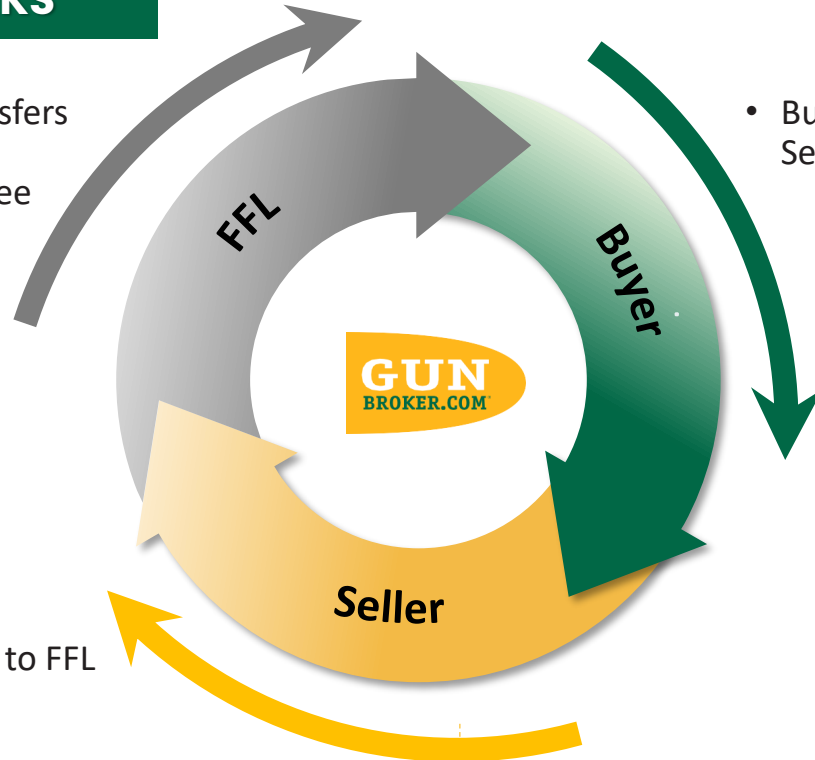 KS
sfers
ee
• Bu
Se
FFL
Buyer
GUN
BROKER.COM
Seller
to FFL